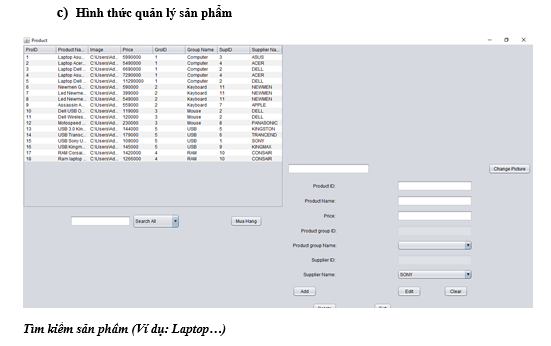 c) Hình thức quản lý sản phẩm
Product
ProID Product Na... Image Price GroID Group Name SupID Supplier Na...
1 Laptop Asu... C:\Users\Ad... 5990000 1 Computer 3 ASUS
2 Laptop Acer... C:\Users\Ad... 5490000 1 Computer 4 ACER
3 Laptop Dell ... C:\Users\Ad... 6690000 1 Computer 2 DELL
4 Laptop Asu... C:\Users\Ad... 7290000 1 Computer 4 ACER
5 Laptop Dell ... C:\Users\Ad... 11290000 1 Computer 2 DELL
6 Newmen G... C:\Users\Ad... 590000 2 Keyboard 11 NEWMEN
7 Led Newme... C:\Users\Ad... 399000 2 Keyboard 11 NEWMEN
8 Led Newme... C:\Users\Ad... 549000 2 Keyboard 11 NEWMEN
9 Assassin A... C:\Users\Ad... 559000 2 Keyboard 7 APPLE
10 Dell USB O... C:\Users\Ad... 119000 3 Mouse 2 DELL
11 Dell Wireles... C:\Users\Ad... 120000 3 Mouse 2 DELL
12 Motospeed ... C:\Users\Ad... 230000 3 Mouse 6 PANASONIC
13 USB 3.0 Kin... C:\Users\Ad... 144000 5 USB 5 KINGSTON
14 USB Transc... C:\Users\Ad... 179000 5 USB 6 TRANCEND
15 USB Sony U... C:\Users\Ad... 109000 5 USB 1 SONY
16 USB Kingm... C:\Users\Ad... 145000 5 USB 9 KINGMAX
17 RAM Corsai... C:\Users\Ad... 1420000 4 RAM 10 CONSAIR
18 Ram laptop ... C:\Users\Ad... 1206000 4 RAM 10 CONSAIR
Change Picture
Product ID:
Product Name:
Search All Mua Hang
Price:
Product group ID:
Product group Name:
Supplier ID:
Supplier Name: SONY
Add Edit Clear
Tìm kiếm sản phẩm (Ví dụ: Laptop…)